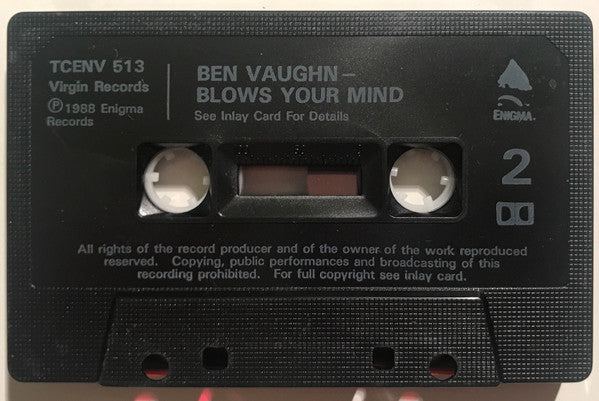 TCENV 513
Virgin Records
Ⓟ1988 Enigma
Records
BEN VAUGHN –
BLOWS YOUR MIND
See Inlay Card For Details
ENIGMA.
2
All rights of the record producer and of the owner of the work reproduced
reserved. Copying, public performances and broadcasting of this
recording prohibited. For full copyright see inlay card.